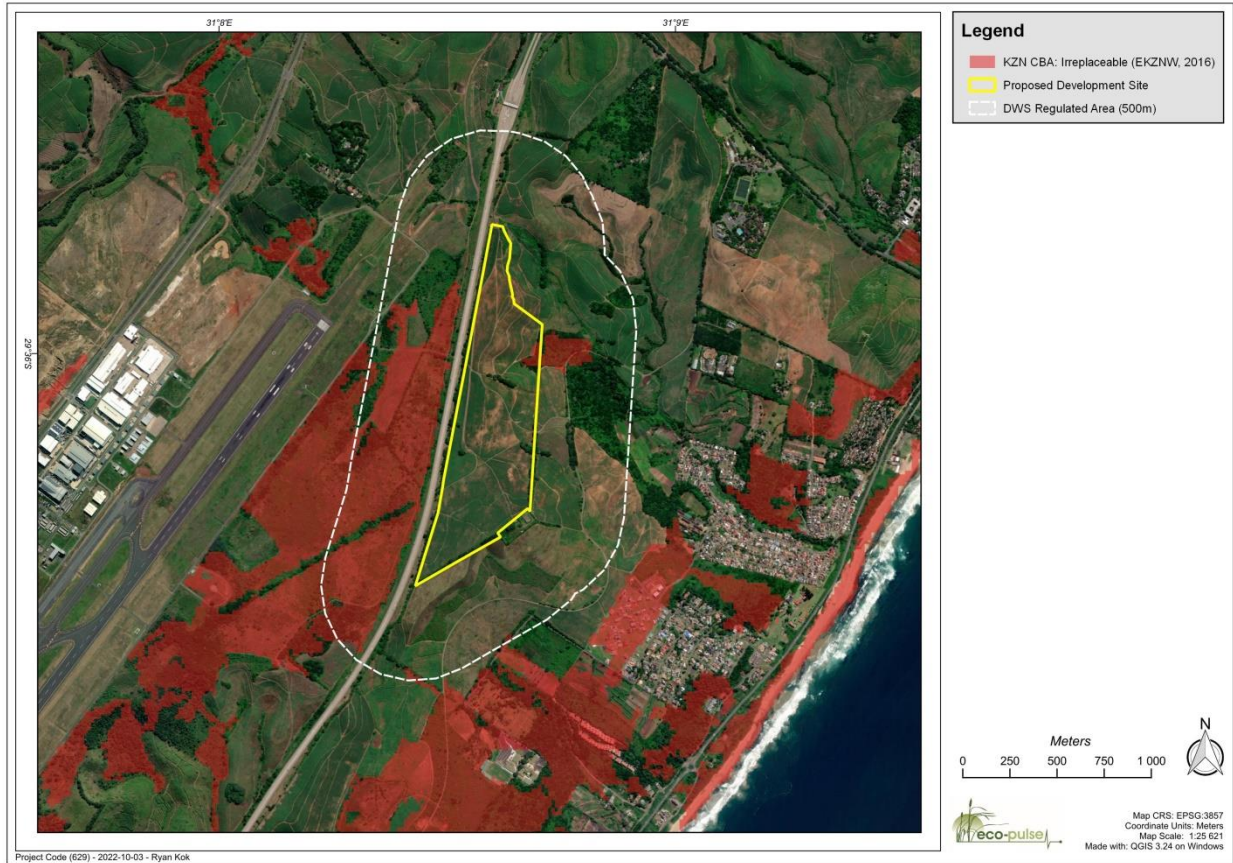 31°8'E
31°9'E
29°36'S
Legend
KZN CBA: Irreplaceable (EKZNW, 2016)
Proposed Development Site
DWS Regulated Area (500m)
Meters
N
0 250 500 750 1 000
eco-pulse
Map CRS: EPSG:3857
Coordinate Units: Meters
Map Scale: 1:25 621
Made with: QGIS 3.24 on Windows
Project Code (629) - 2022-10-03 - Ryan Kok